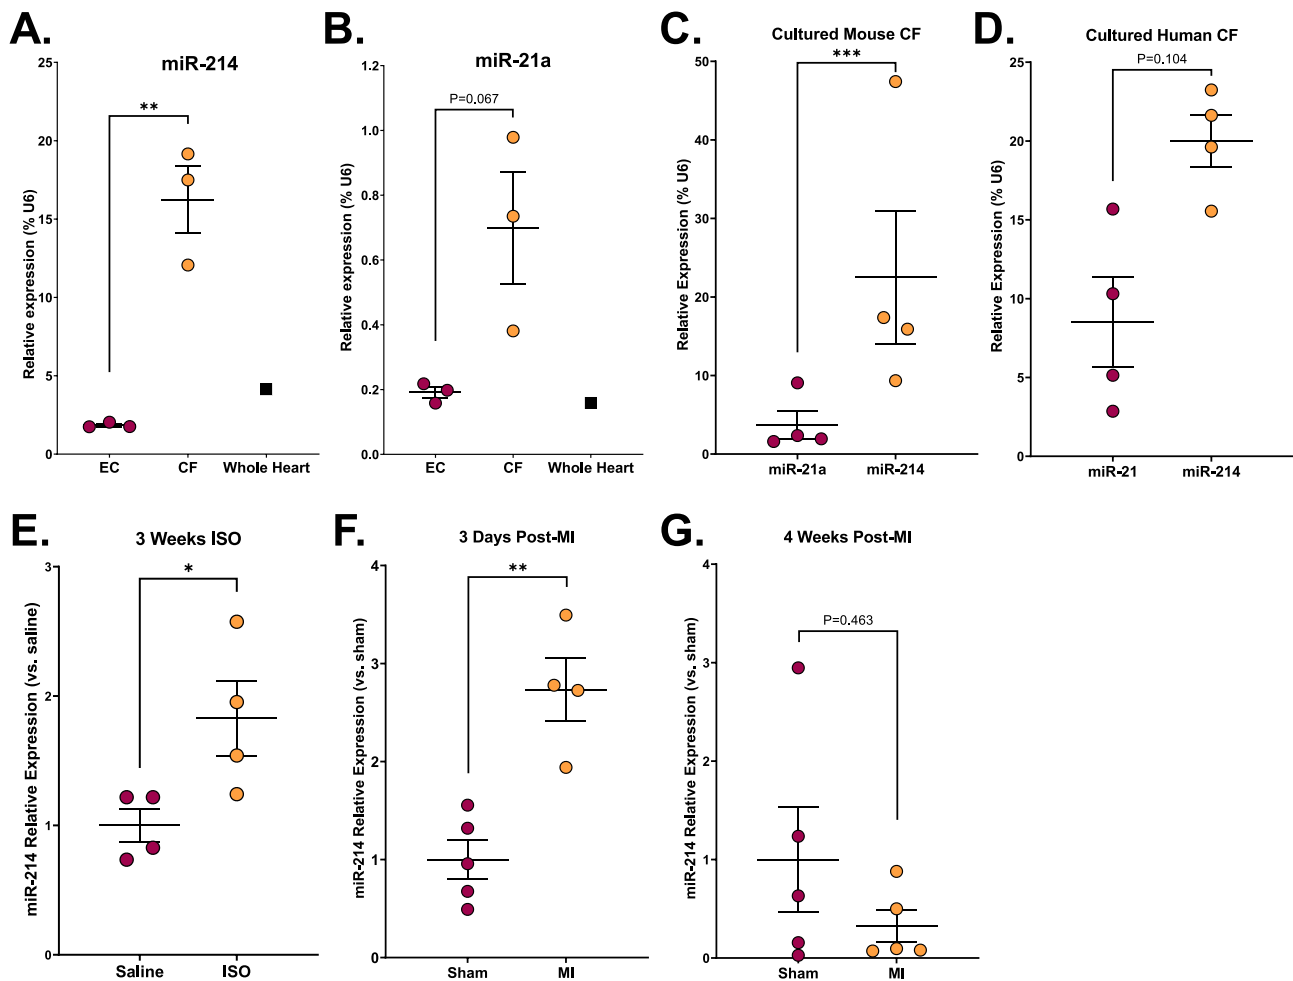 A.
miR-214
**
Relative expression (% U6)
25
20
15
10
5
0
EC
CF
Whole Heart
B.
miR-21a
P=0.067
Relative expression (% U6)
1.2
1.0
0.8
0.6
0.4
0.2
0.0
EC
CF
Whole Heart
C.
Cultured Mouse CF
***
Relative Expression (% U6)
50
40
30
20
10
0
miR-21a
miR-214
D.
Cultured Human CF
P=0.104
Relative Expression (% U6)
25
20
15
10
5
0
miR-21
miR-214
E.
3 Weeks ISO
*
miR-214 Relative Expression (vs. saline)
3
2
1
0
Saline
ISO
F.
3 Days Post-MI
**
miR-214 Relative Expression (vs. sham)
4
3
2
1
0
Sham
MI
G.
4 Weeks Post-MI
P=0.463
miR-214 Relative Expression (vs. sham)
4
3
2
1
0
Sham
MI